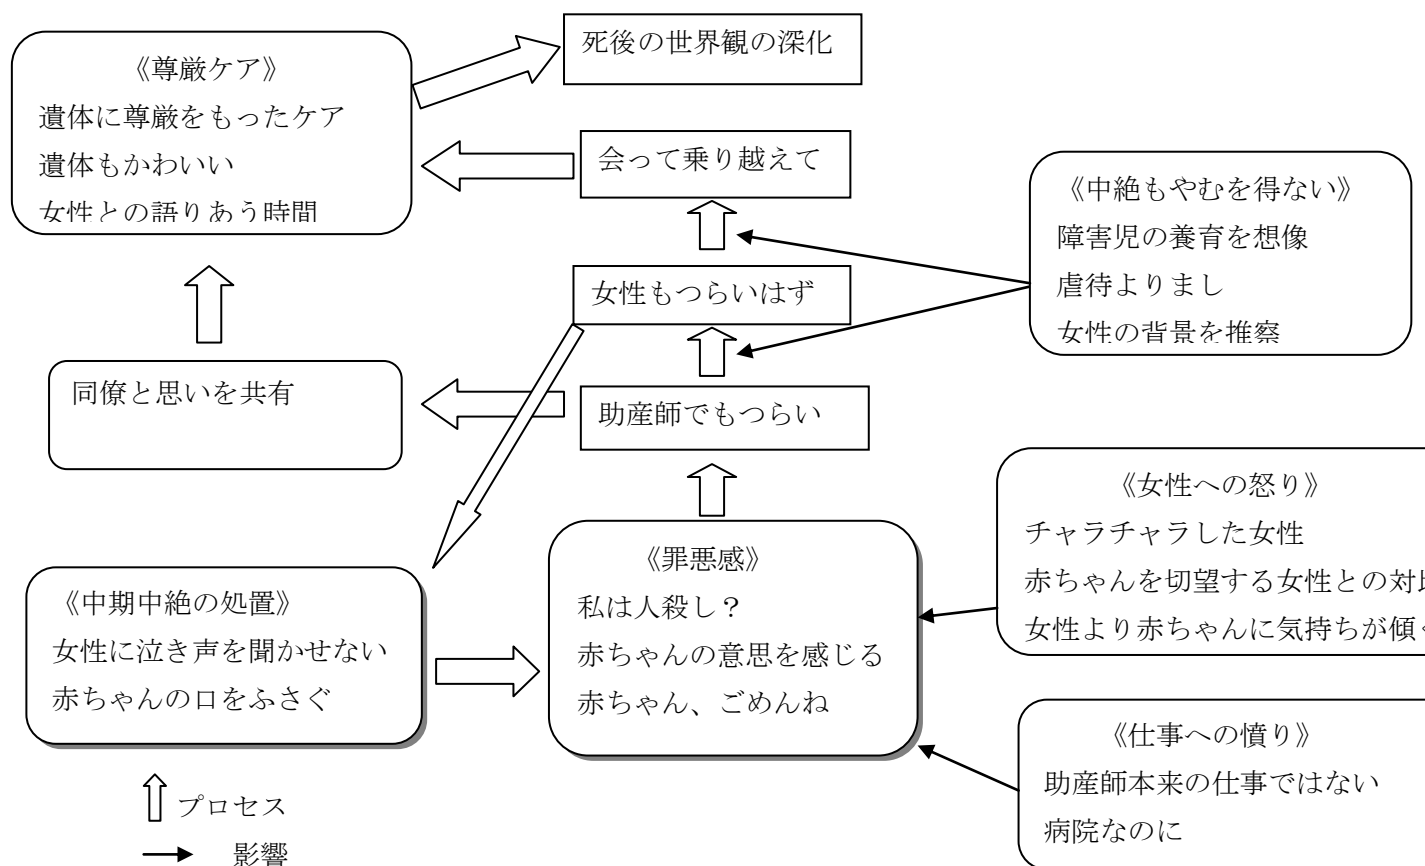 死後の世界観の深化
《尊厳ケア》
遺体に尊厳をもったケア
遺体もかわいい
女性との語りあう時間
会って乗り越えて
《中絶もやむを得ない》
障害児の養育を想像
虐待よりまし
女性の背景を推察
女性もつらいはず
同僚と思いを共有
助産師でもつらい
《女性への怒り》
チャラチャラした女性
赤ちゃんを切望する女性との対
女性より赤ちゃんに気持ちが傾
《罪悪感》
私は人殺し？
赤ちゃんの意思を感じる
赤ちゃん、ごめんね
《中期中絶の処置》
女性に泣き声を聞かせない
赤ちゃんの口をふさぐ
《仕事への憤り》
助産師本来の仕事ではない
病院なのに
プロセス
影響